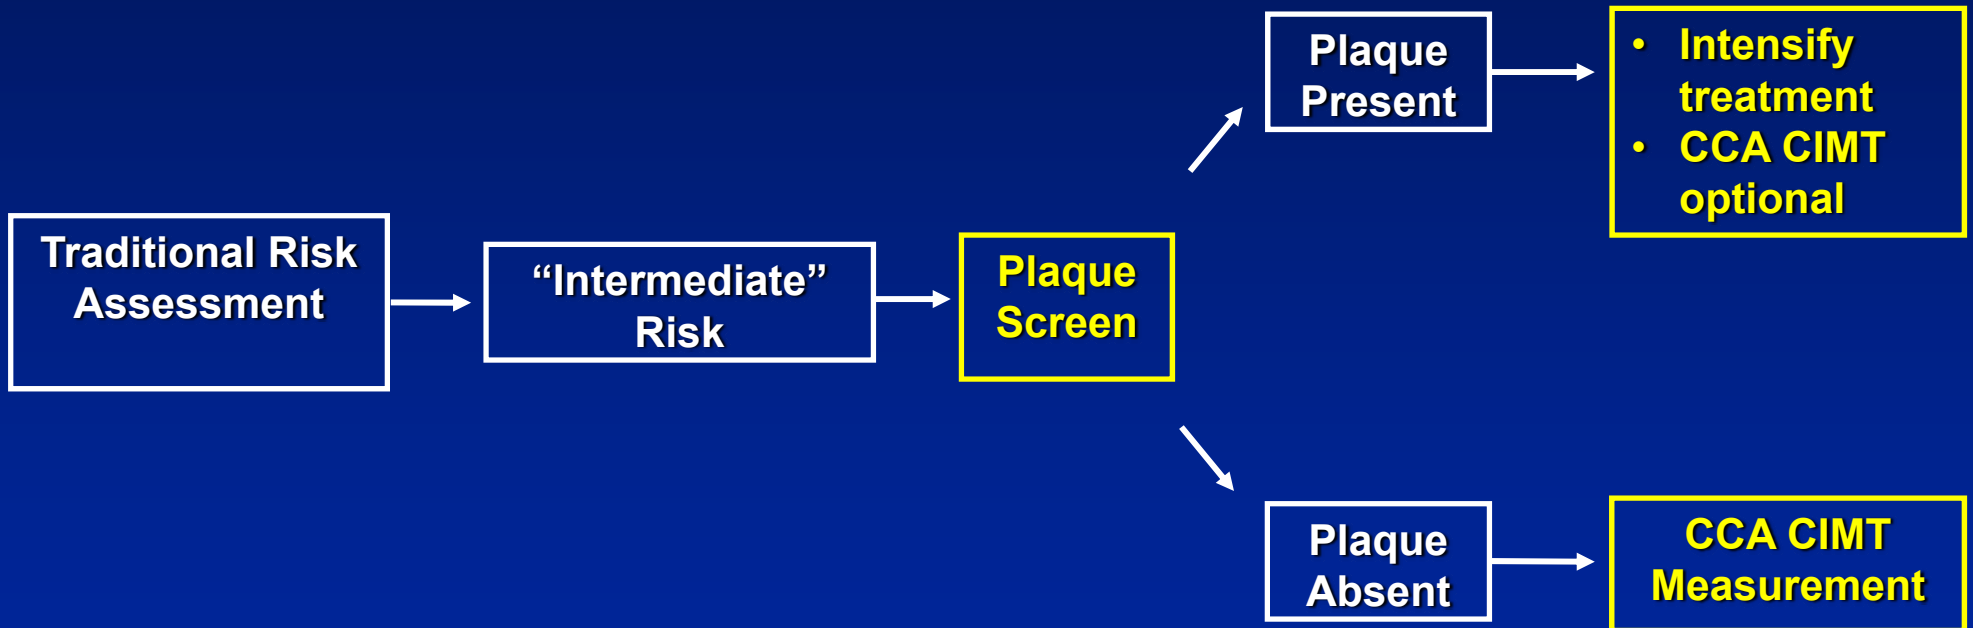 Traditional Risk
Assessment
“Intermediate”
Risk
Plaque
Screen
Plaque
Present
• Intensify
treatment
• CCA CIMT
optional
Plaque
Absent
CCA CIMT
Measurement